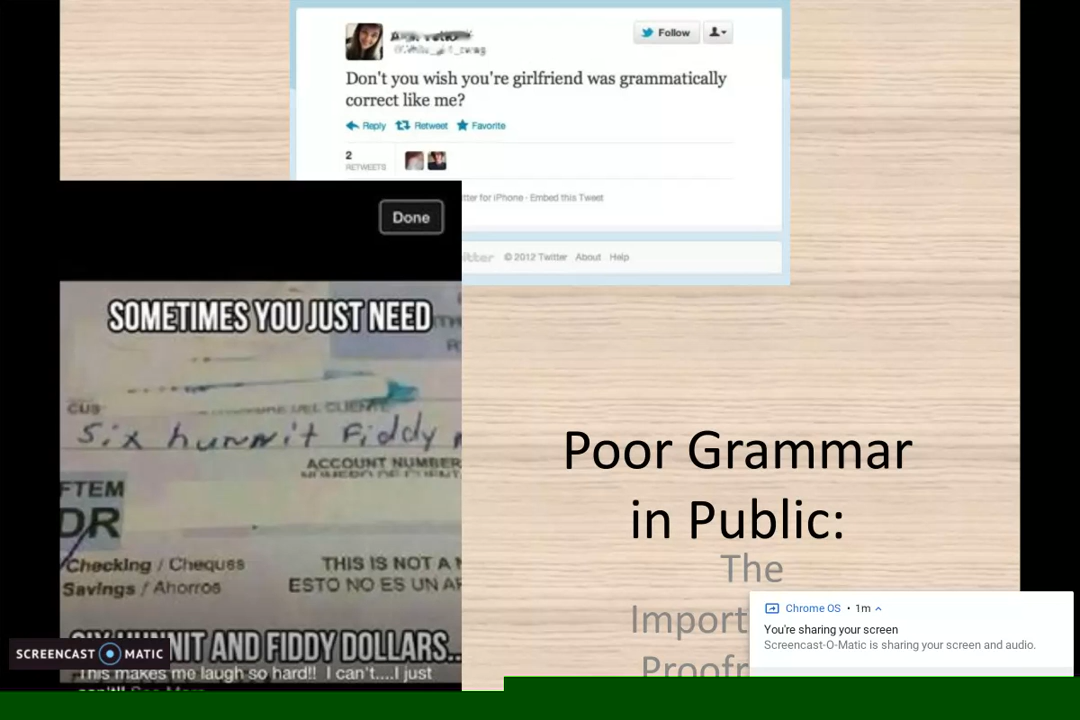 Follow
Don't you wish you're girlfriend was grammatically
correct like me?
Reply Retweet Favorite
2
RETWEETS
for iPhone · Embed this Tweet
© 2012 Twitter About Help
Done
SOMETIMES YOU JUST NEED
CUS
DEL CLIENTE
Six hunnit Fiddy
ACCOUNT NUMBER
FTEM
DR
Checking / Cheques
Savings / Ahorros
THIS IS NOT A
ESTO NO ES UN
AND FIDDY DOLLARS...
This makes me laugh so hard!! I can't....I just
Poor Grammar
in Public:
The
Import
Proofr
SCREENCAST O MATIC
Chrome OS • 1m
You're sharing your screen
Screencast-O-Matic is sharing your screen and audio.